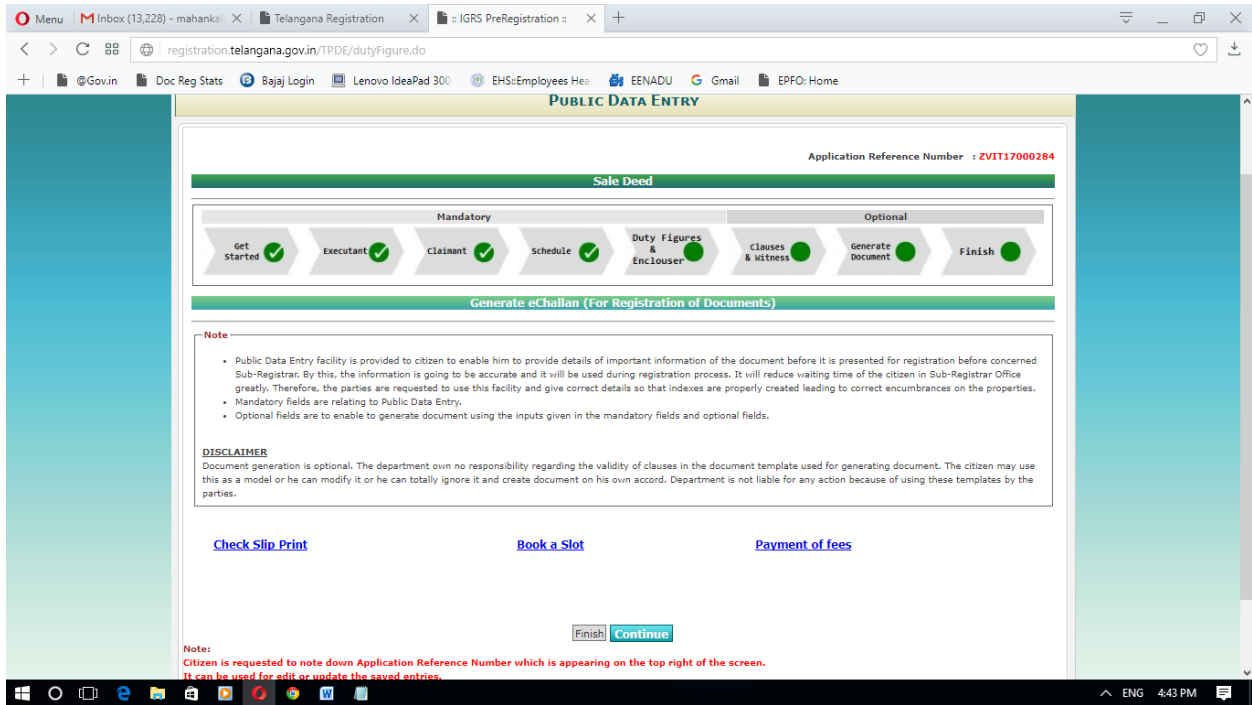 Menu
Inbox (13,228) - mahankal
Telangana Registration
:: IGRS PreRegistration ::
registration.telangana.gov.in/TPDE/dutyFigure.do
@Gov.in
Doc Reg Stats
Bajaj Login
Lenovo IdeaPad 300
EHS::Employees Hea
EENADU
Gmail
EPFO: Home
PUBLIC DATA ENTRY
Application Reference Number : ZVIT17000284
Sale Deed
Mandatory
Optional
Get
Started
Executant
Claimant
Schedule
Duty Figures
&
Enclouser
Clauses
& Witness
Generate
Document
Finish
Generate eChallan (For Registration of Documents)
Note
• Public Data Entry facility is provided to citizen to enable him to provide details of important information of the document before it is presented for registration before concerned
Sub-Registrar. By this, the information is going to be accurate and it will be used during registration process. It will reduce waiting time of the citizen in Sub-Registrar Office
greatly. Therefore, the parties are requested to use this facility and give correct details so that indexes are properly created leading to correct encumbrances on the properties.
• Mandatory fields are relating to Public Data Entry.
• Optional fields are to enable to generate document using the inputs given in the mandatory fields and optional fields.
DISCLAIMER
Document generation is optional. The department own no responsibility regarding the validity of clauses in the document template used for generating document. The citizen may use
this as a model or he can modify it or he can totally ignore it and create document on his own accord. Department is not liable for any action because of using these templates by the
parties.
Check Slip Print
Book a Slot
Payment of fees
Finish
Continue
Note:
Citizen is requested to note down Application Reference Number which is appearing on the top right of the screen.
It can be used for edit or update the saved entries.
ENG
4:43 PM